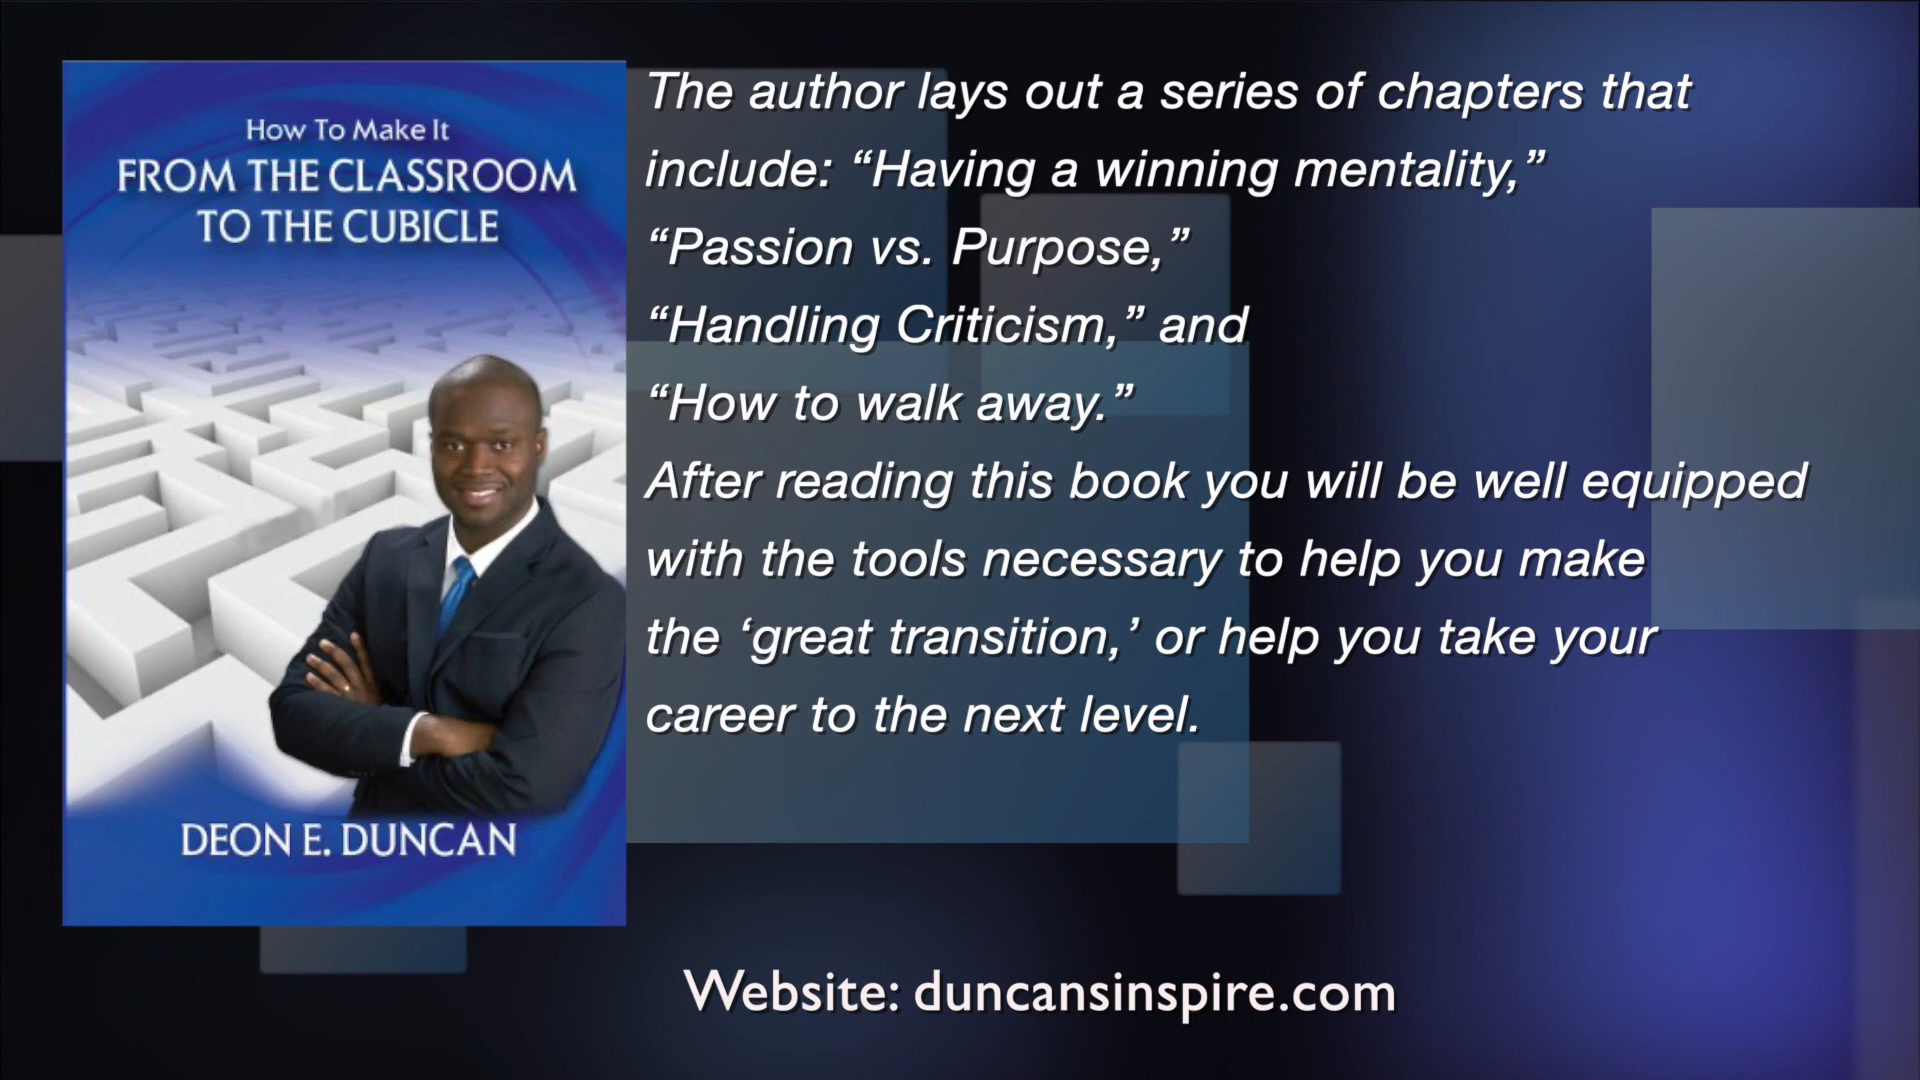 How To Make It
FROM THE CLASSROOM
TO THE CUBICLE
DEON E. DUNCAN
The author lays out a series of chapters that
include: “Having a winning mentality,”
“Passion vs. Purpose,”
“Handling Criticism,” and
“How to walk away.”
After reading this book you will be well equipped
with the tools necessary to help you make
the ‘great transition,’ or help you take your
career to the next level.
Website: duncansinspire.com